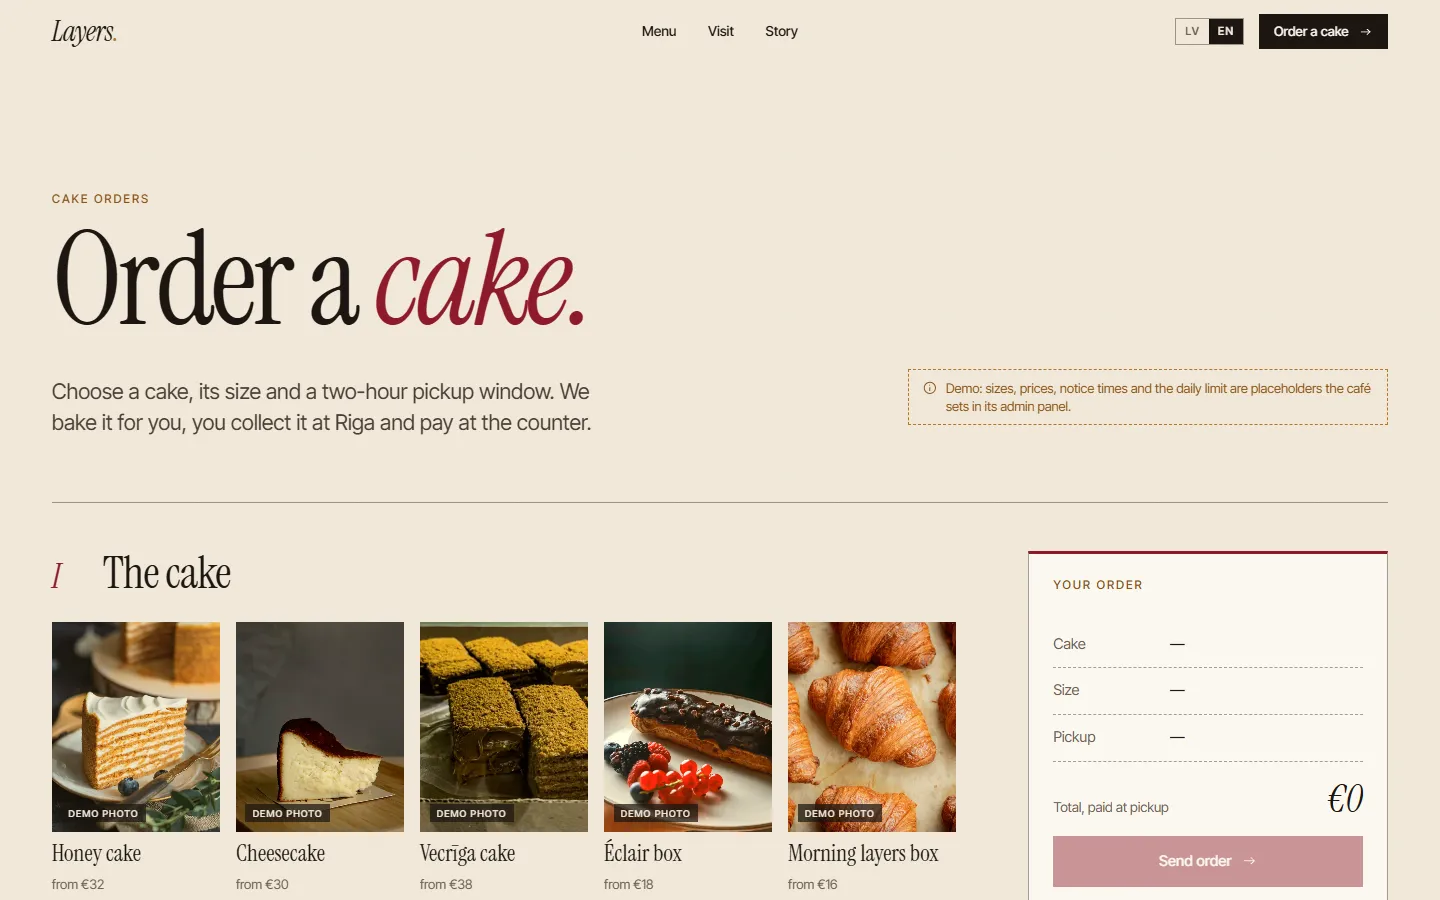 Layers.
Menu
Visit
Story
LV
EN
Order a cake →
CAKE ORDERS
Order a cake.
Choose a cake, its size and a two-hour pickup window. We
bake it for you, you collect it at Riga and pay at the counter.
Demo: sizes, prices, notice times and the daily limit are placeholders the café
sets in its admin panel.
I The cake
DEMO PHOTO
Honey cake
from €32
DEMO PHOTO
Cheesecake
from €30
DEMO PHOTO
Vecrīga cake
from €38
DEMO PHOTO
Éclair box
from €18
DEMO PHOTO
Morning layers box
from €16
YOUR ORDER
Cake —
Size —
Pickup —
Total, paid at pickup €0
Send order →